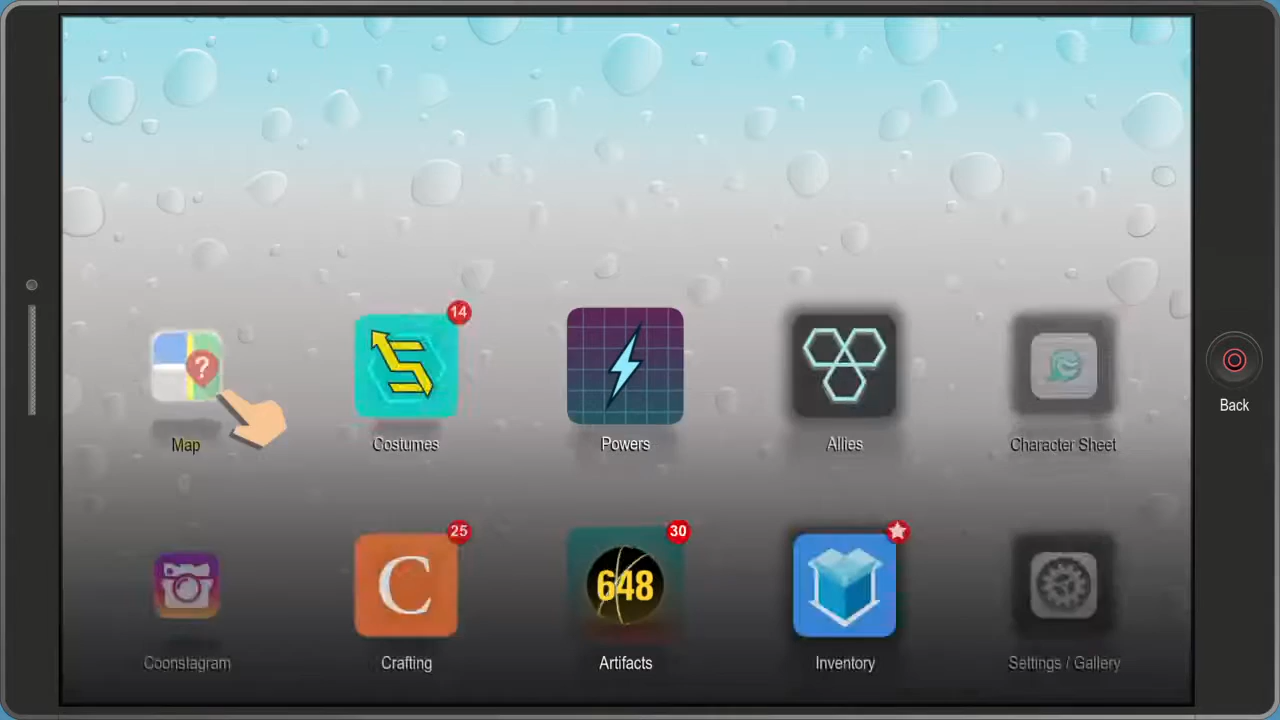 14
?
Map
Costumes
Powers
Allies
Character Sheet
Back
25
30
C
648
Coonstagram
Crafting
Artifacts
Inventory
Settings / Gallery